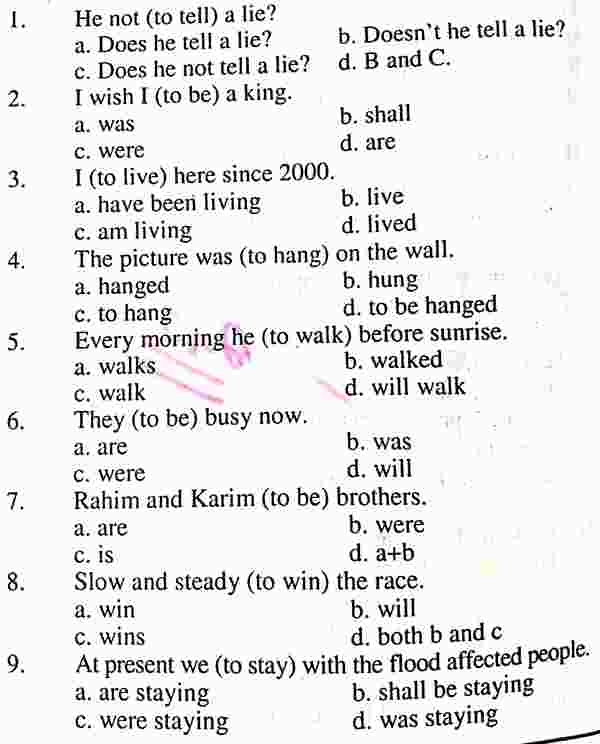 1. He not (to tell) a lie?
a. Does he tell a lie? b. Doesn't he tell a lie?
c. Does he not tell a lie? d. B and C.
2. I wish I (to be) a king.
a. was b. shall
c. were d. are
3. I (to live) here since 2000.
a. have been living b. live
c. am living d. lived
4. The picture was (to hang) on the wall.
a. hanged b. hung
c. to hang d. to be hanged
5. Every morning he (to walk) before sunrise.
a. walks b. walked
c. walk d. will walk
6. They (to be) busy now.
a. are b. was
c. were d. will
7. Rahim and Karim (to be) brothers.
a. are b. were
c. is d. a+b
8. Slow and steady (to win) the race.
a. win b. will
c. wins d. both b and c
9. At present we (to stay) with the flood affected people.
a. are staying b. shall be staying
c. were staying d. was staying